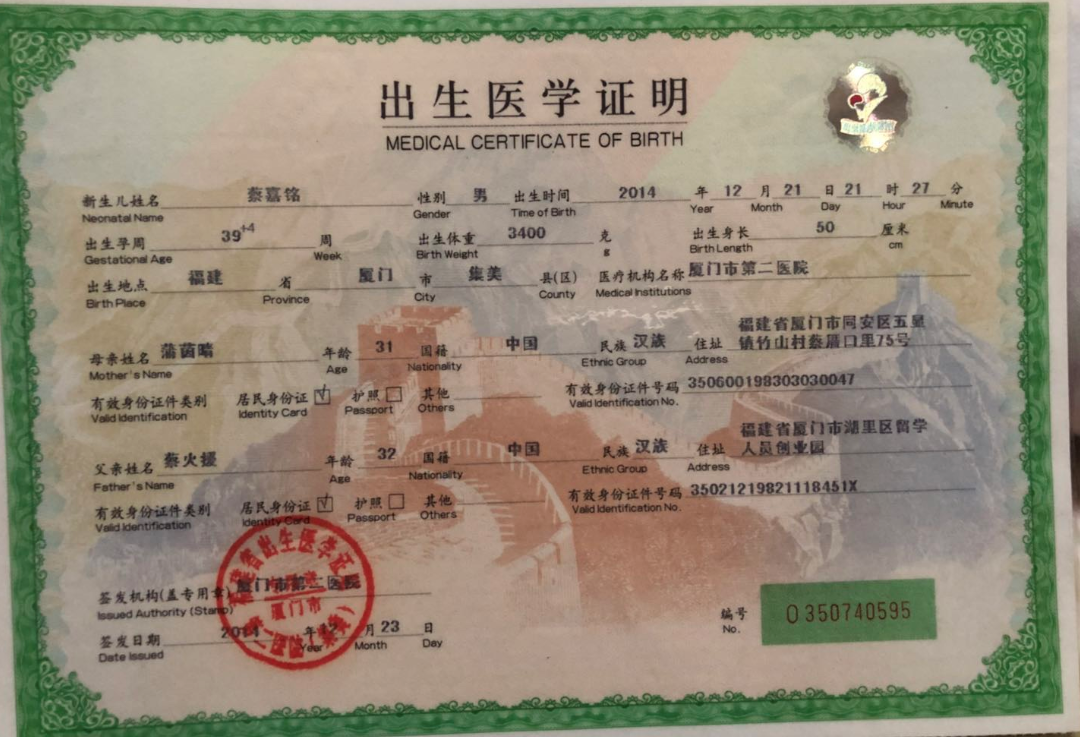 出生医学证明
MEDICAL CERTIFICATE OF BIRTH
新生儿姓名 蔡嘉铭 性别 男 出生时间 2014 年 12 月 21 日 21 时 27 分
Neonatal Name Gender Time of Birth Year Month Day Hour Minute
出生孕周 39+4 周 出生体重 3400 克 出生身长 50 厘米
Gestational Age Week Birth Weight g Birth Length cm
出生地点 福建 省 厦门 市 集美 县(区) 医疗机构名称 厦门市第二医院
Birth Place Province City County Medical Institutions
福建省厦门市同安区五显
母亲姓名 蒲茵晴 年龄 31 国籍 中国 民族 汉族 住址 镇竹山村蔡厝口里75号
Mother's Name Age Nationality Ethnic Group Address
有效身份证件类别 居民身份证 √ 护照 □ 其他 有效身份证件号码 350600198303030047
Valid Identification Identity Card Passport Others Valid Identification No.
福建省厦门市湖里区留学
父亲姓名 蔡火援 年龄 32 国籍 中国 民族 汉族 住址 人员创业园
Father's Name Age Nationality Ethnic Group Address
有效身份证件类别 居民身份证 √ 护照 □ 其他 有效身份证件号码 35021219821118451X
Valid Identification Identity Card Passport Others Valid Identification No.
签发机构(盖专用章) 厦门市第二医院
Issued Authority (Stamp)
福建省出生医学证
厦门市
编号 O 350740595
No.
签发日期 2014 年 12 月 23 日
Date issued Year Month Day